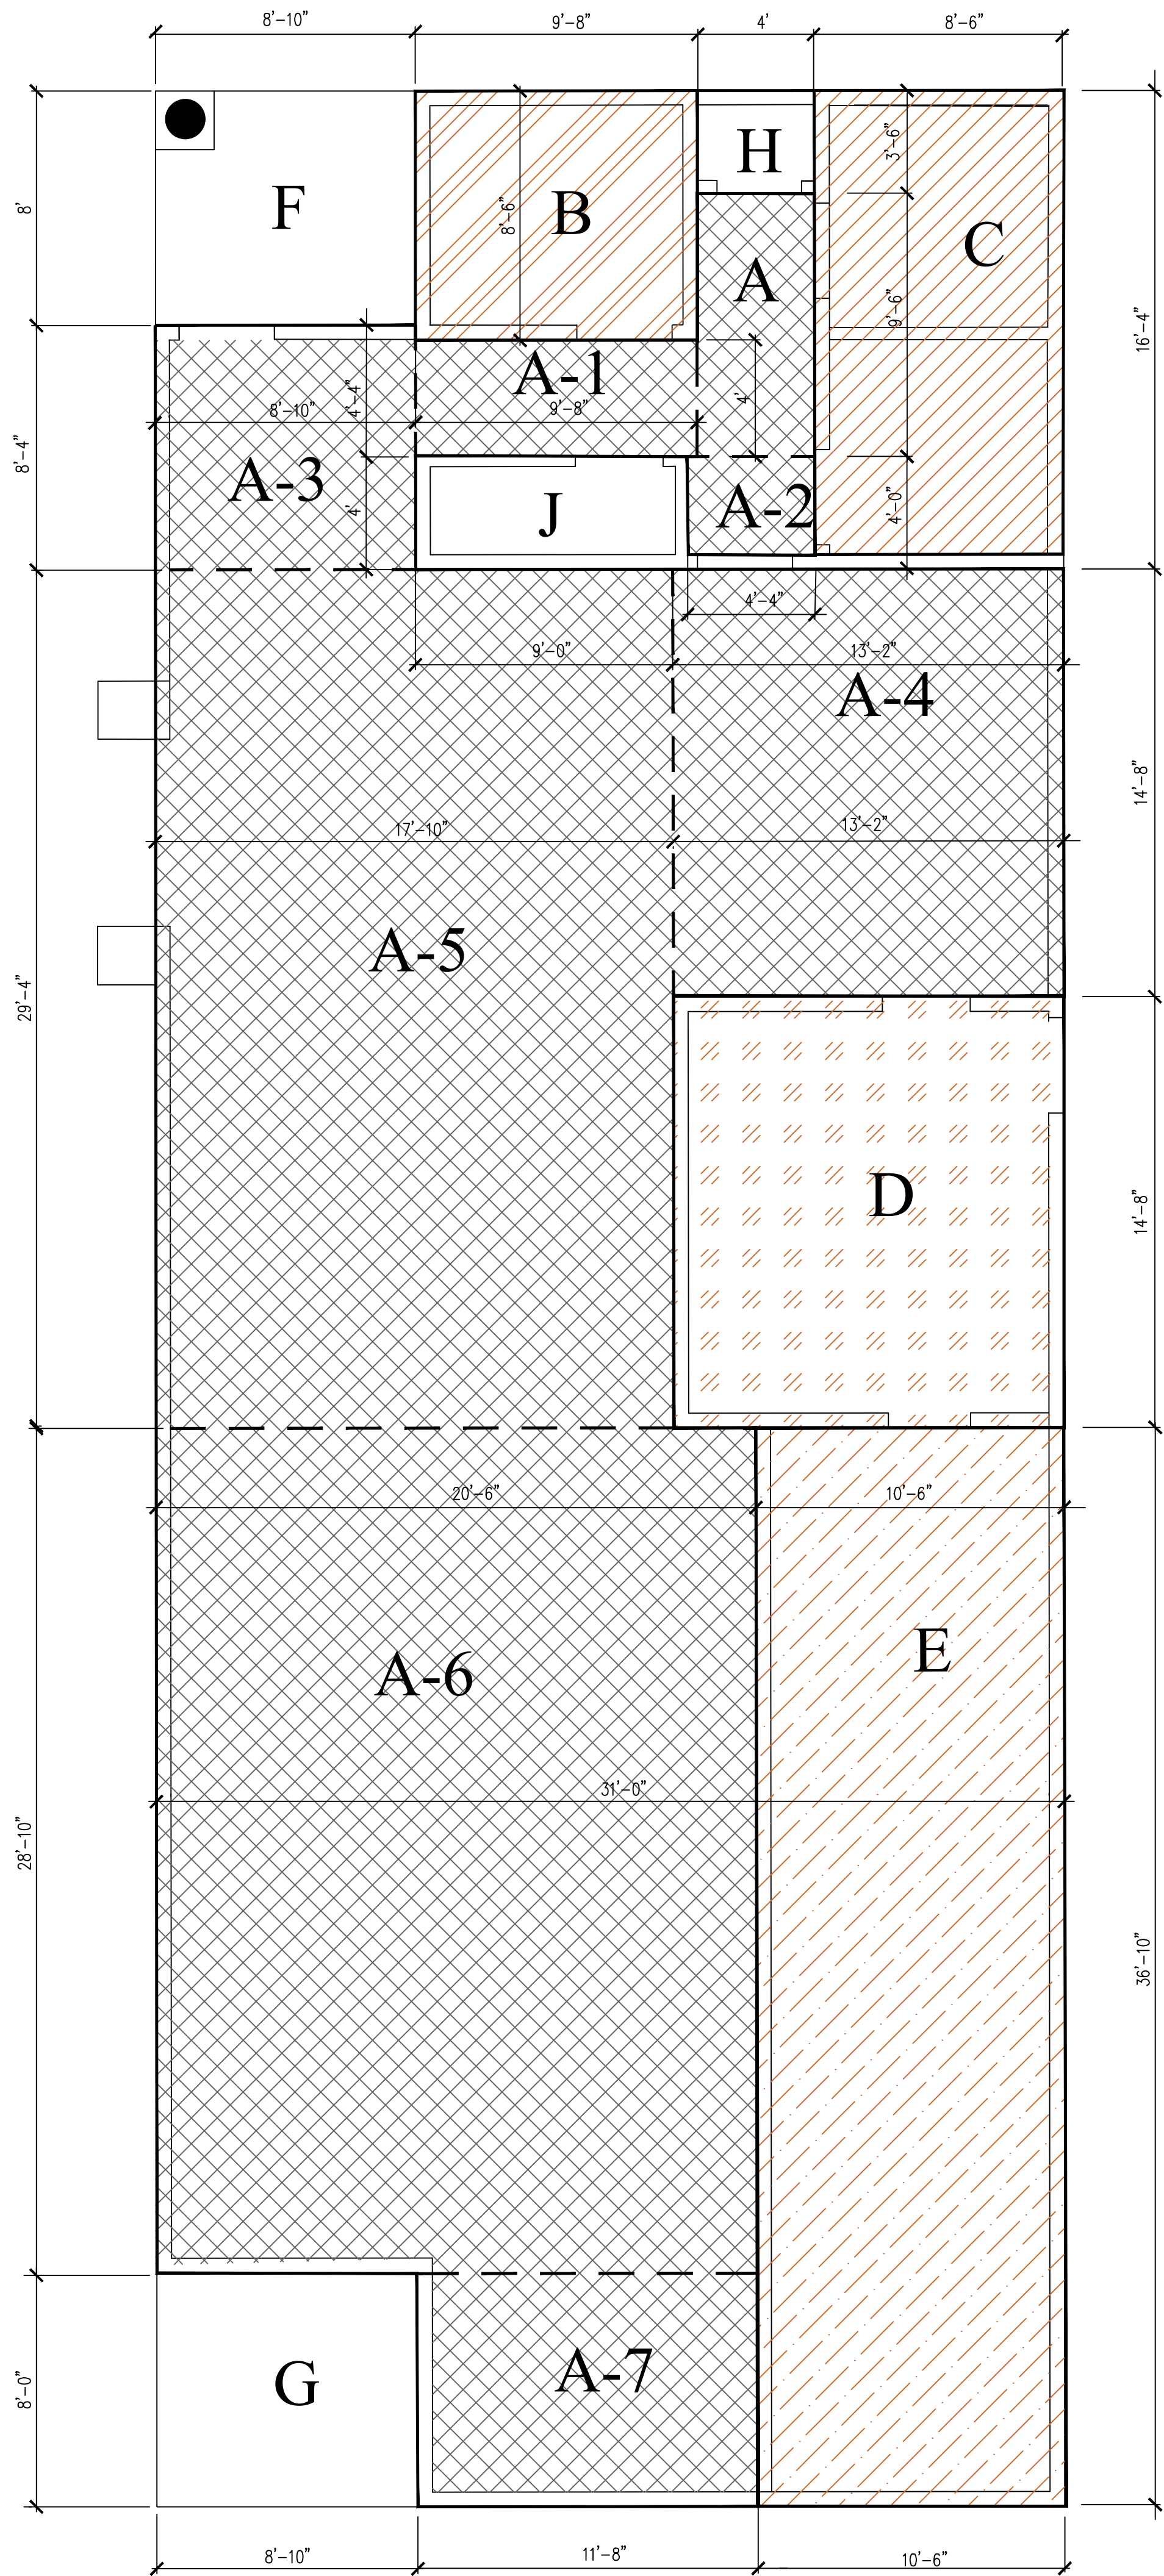 8'-10" 9'-8" 4' 8'-6"
8'
F
8'-6"
B
H
3'-6"
C
A
9'-6"
16'-4"
A-1
4'-4"
8'-10" 9'-8"
4'
8'-4"
A-3
4'
J
A-2
4'-0"
4'-4"
9'-0" 13'-2"
A-4
14'-8"
17'-10" 13'-2"
A-5
29'-4"
D
14'-8"
20'-6" 10'-6"
E
A-6
31'-0"
28'-10"
36'-10"
A-7
G
8'-0"
8'-10" 11'-8" 10'-6"